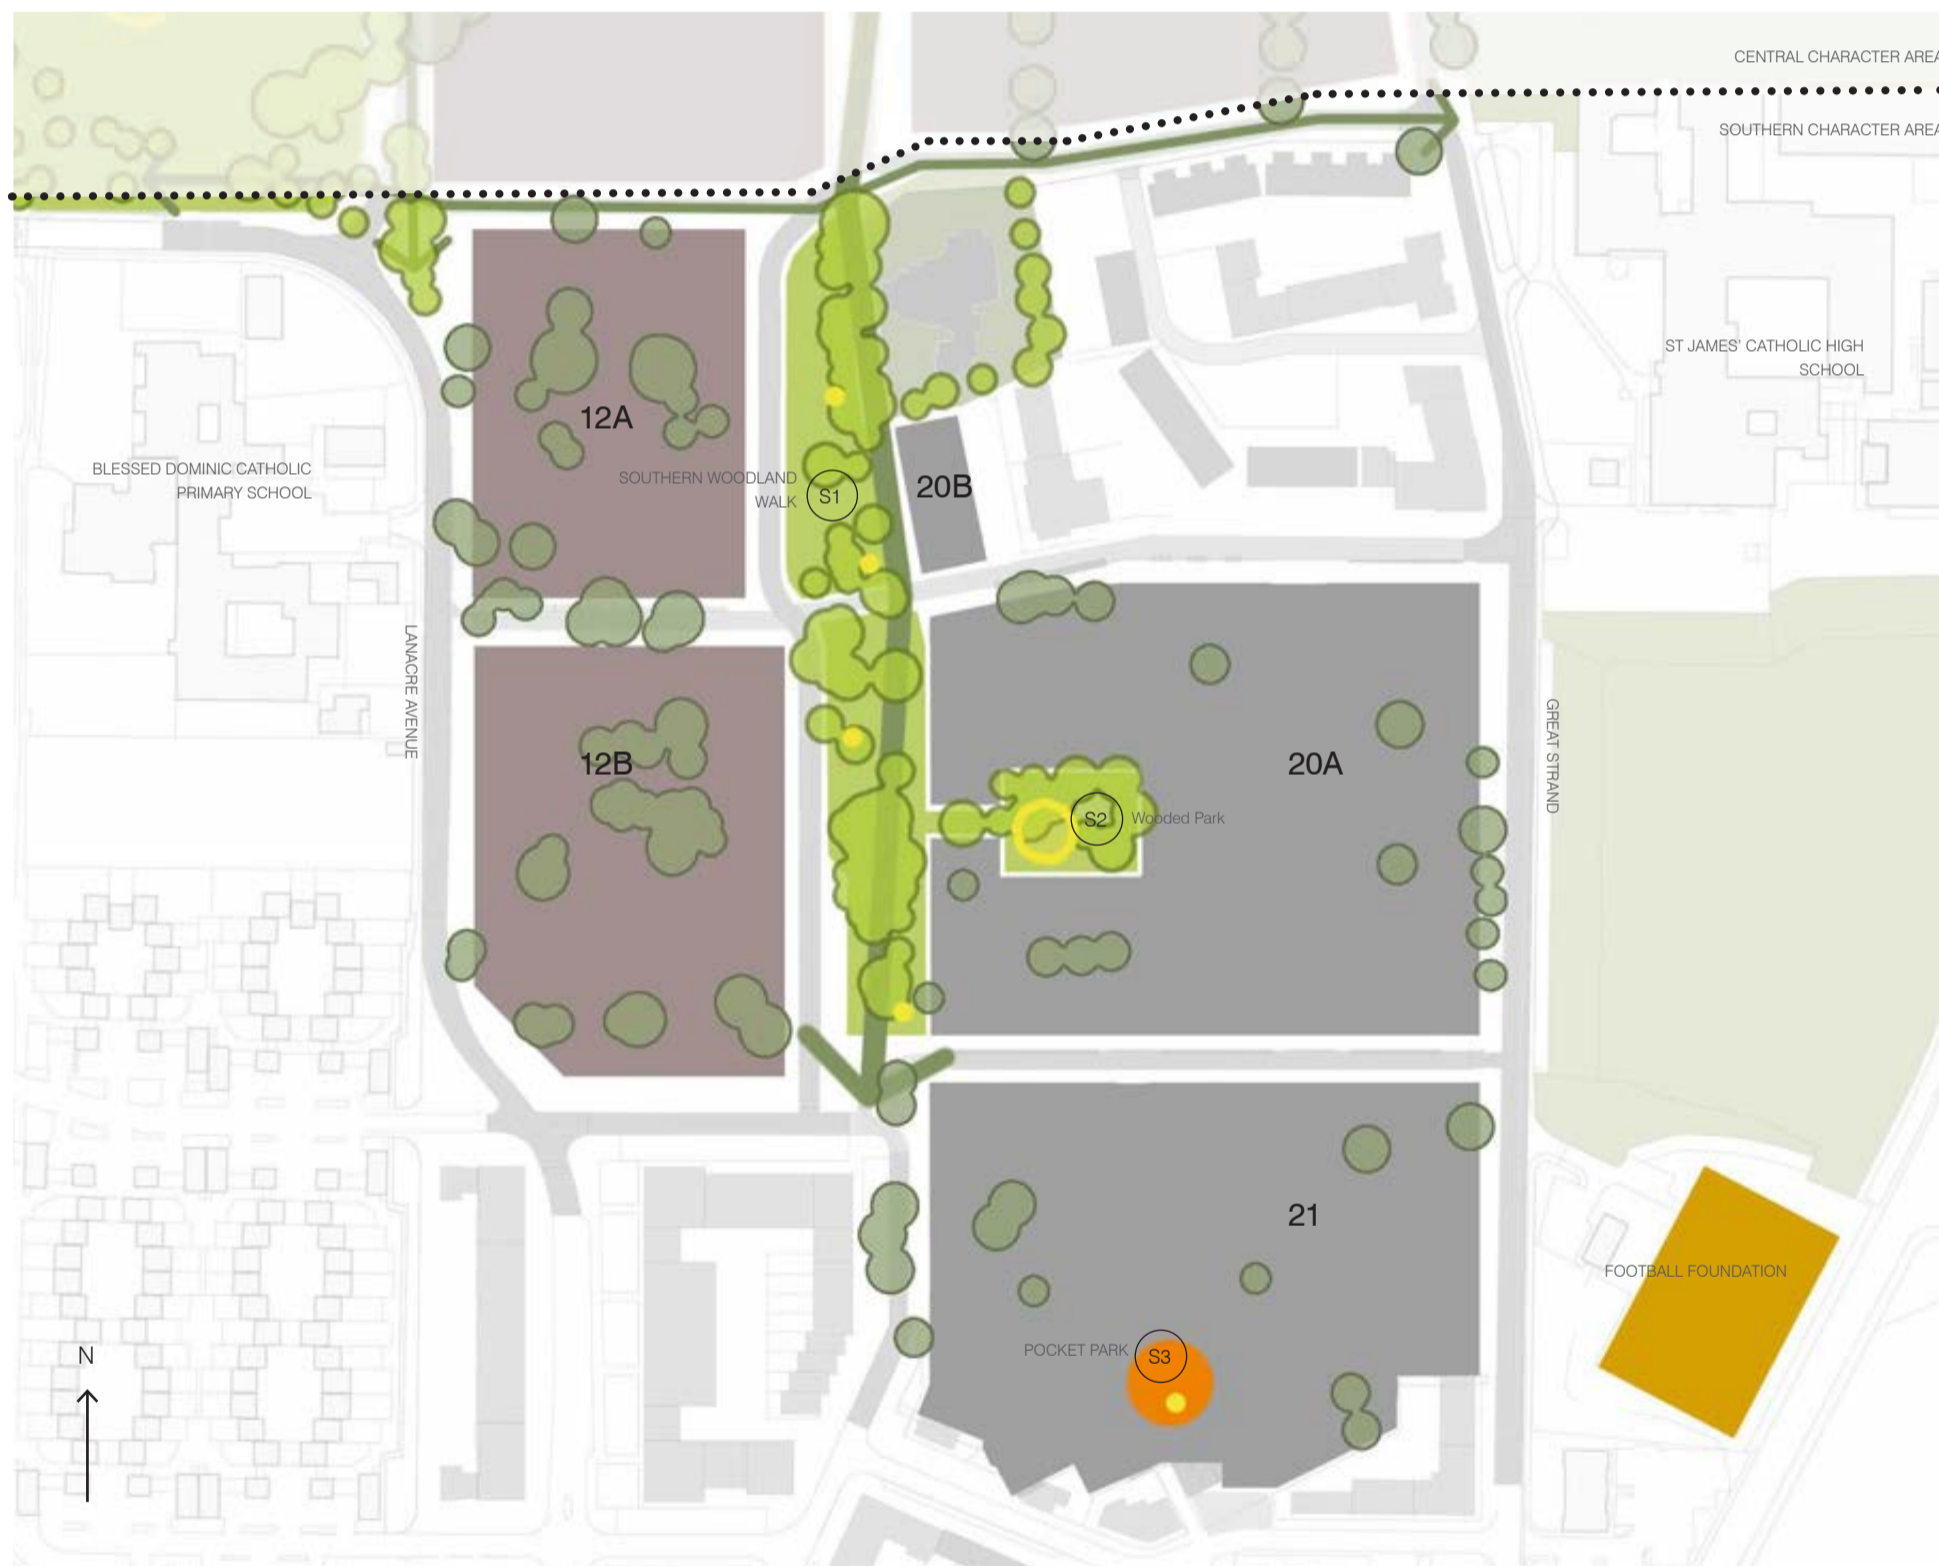 CENTRAL CHARACTER AREA
SOUTHERN CHARACTER AREA
ST JAMES' CATHOLIC HIGH
SCHOOL
12A
BLESSED DOMINIC CATHOLIC
PRIMARY SCHOOL
SOUTHERN WOODLAND
WALK
S1
20B
LANACRE AVENUE
12B
20A
GREAT STRAND
S2
Wooded Park
21
FOOTBALL FOUNDATION
POCKET PARK
S3
N